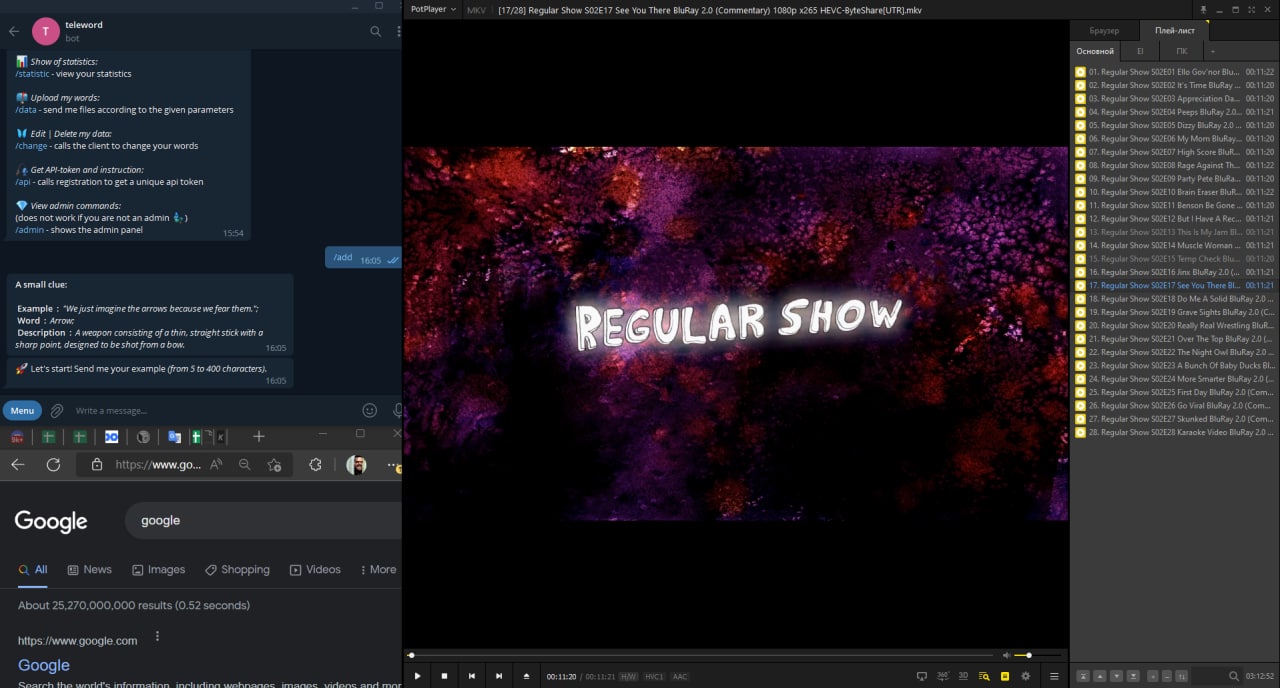 teleword
bot
Show of statistics:
/statistic - view your statistics
Upload my words:
/data - send me files according to the given parameters
Edit | Delete my data:
/change - calls the client to change your words
Get API-token and instruction:
/api - calls registration to get a unique api token
View admin commands:
(does not work if you are not an admin )
/admin - shows the admin panel
15:54
/add 16:05
A small clue:
Example : "We just imagine the arrows because we fear them.";
Word : Arrow;
Description : A weapon consisting of a thin, straight stick with a
sharp point, designed to be shot from a bow.
16:05
Let's start! Send me your example (from 5 to 400 characters).
16:05
Menu Write a message...
https://www.go...
Google
google
All News Images Shopping Videos More
About 25,270,000,000 results (0.52 seconds)
https://www.google.com
Google
Search the world's information, including webpages, images, videos and mor
PotPlayer MKV [17/28] Regular Show S02E17 See You There BluRay 2.0 (Commentary) 1080p x265 HEVC-ByteShare[UTR].mkv
REGULAR SHOW
00:11:20 / 00:11:21 H/W HVC1 AAC
360° 3D
Браузер Плей-лист
Основной El ПК
01. Regular Show S02E01 Ello Gov'nor Blu... 00:11:22
02. Regular Show S02E02 It's Time BluRay ... 00:11:20
03. Regular Show S02E03 Appreciation Da... 00:11:20
04. Regular Show S02E04 Peeps BluRay 2.0... 00:11:21
05. Regular Show S02E05 Dizzy BluRay 2.0 ... 00:11:20
06. Regular Show S02E06 My Mom BluRay... 00:11:20
07. Regular Show S02E07 High Score BluR... 00:11:20
08. Regular Show S02E08 Rage Against Th... 00:11:22
09. Regular Show S02E09 Party Pete BluRa... 00:11:20
10. Regular Show S02E10 Brain Eraser BluR... 00:11:22
11. Regular Show S02E11 Benson Be Gone ... 00:11:20
12. Regular Show S02E12 But I Have A Rec... 00:11:21
13. Regular Show S02E13 This Is My Jam Bl... 00:11:21
14. Regular Show S02E14 Muscle Woman ... 00:11:21
15. Regular Show S02E15 Temp Check Blu... 00:11:20
16. Regular Show S02E16 Jinx BluRay 2.0 (... 00:11:21
17. Regular Show S02E17 See You There Bl... 00:11:21
18. Regular Show S02E18 Do Me A Solid BluRay 2.0 ...
19. Regular Show S02E19 Grave Sights BluRay 2.0 (C...
20. Regular Show S02E20 Really Real Wrestling BluR...
21. Regular Show S02E21 Over The Top BluRay 2.0 (...
22. Regular Show S02E22 The Night Owl BluRay 2.0 ...
23. Regular Show S02E23 A Bunch Of Baby Ducks Bl...
24. Regular Show S02E24 More Smarter BluRay 2.0 (...
25. Regular Show S02E25 First Day BluRay 2.0 (Com...
26. Regular Show S02E26 Go Viral BluRay 2.0 (Com...
27. Regular Show S02E27 Skunked BluRay 2.0 (Com...
28. Regular Show S02E28 Karaoke Video BluRay 2.0 ...
03:12:52